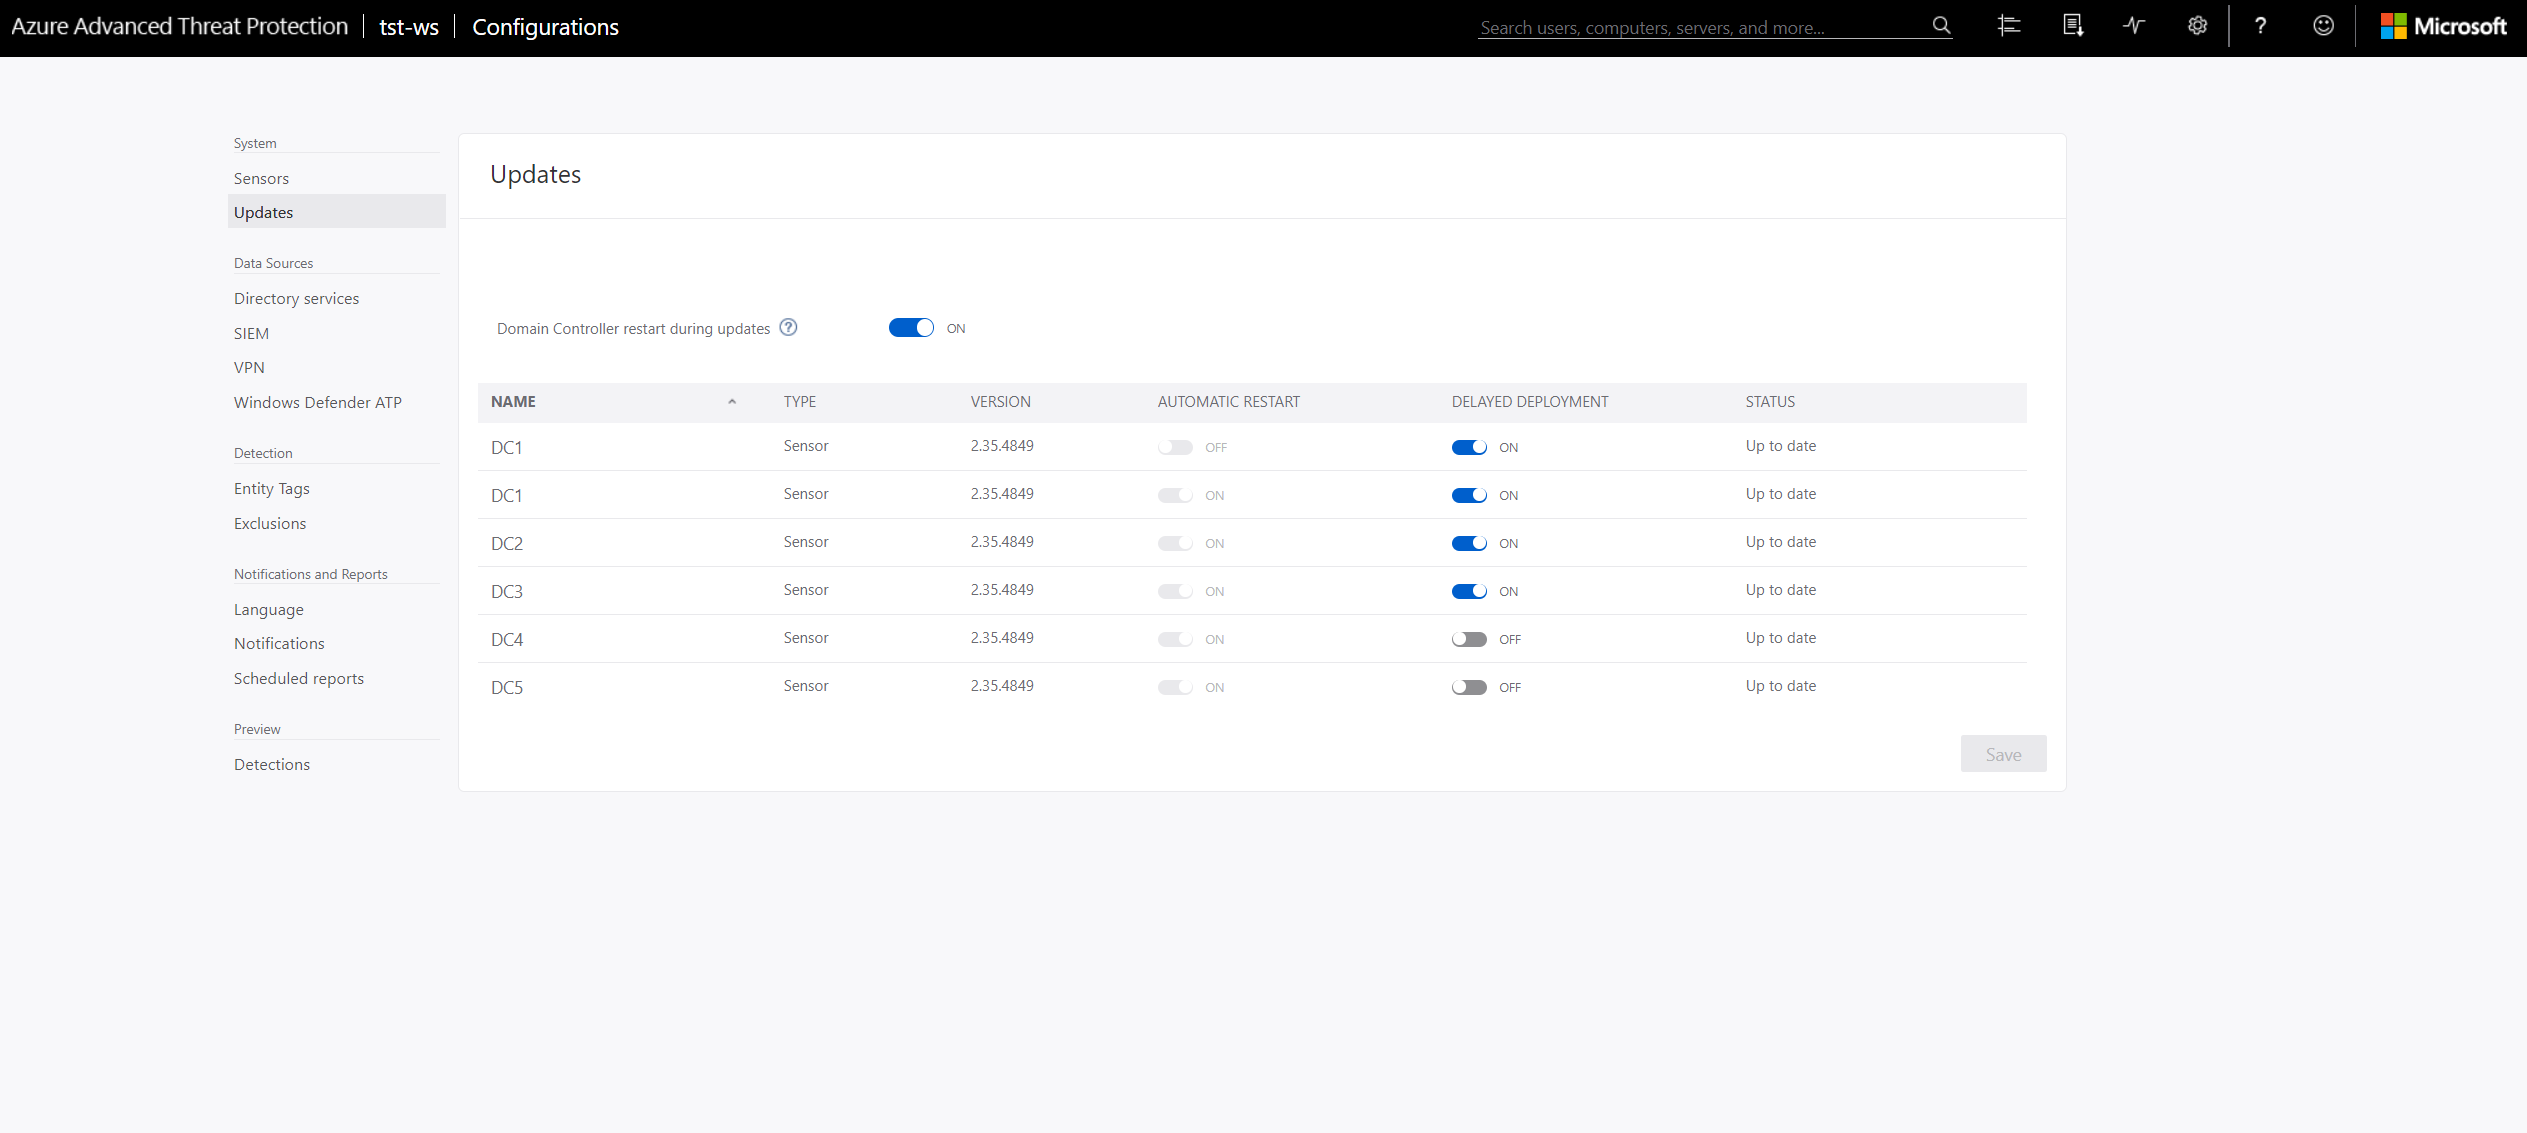 Azure Advanced Threat Protection | tst-ws | Configurations
Search users, computers, servers, and more...
?
Microsoft
System
Sensors
Updates
Data Sources
Directory services
SIEM
VPN
Windows Defender ATP
Detection
Entity Tags
Exclusions
Notifications and Reports
Language
Notifications
Scheduled reports
Preview
Detections
Updates
Domain Controller restart during updates ? ON
NAME TYPE VERSION AUTOMATIC RESTART DELAYED DEPLOYMENT STATUS
DC1 Sensor 2.35.4849 OFF ON Up to date
DC1 Sensor 2.35.4849 ON ON Up to date
DC2 Sensor 2.35.4849 ON ON Up to date
DC3 Sensor 2.35.4849 ON ON Up to date
DC4 Sensor 2.35.4849 ON OFF Up to date
DC5 Sensor 2.35.4849 ON OFF Up to date
Save